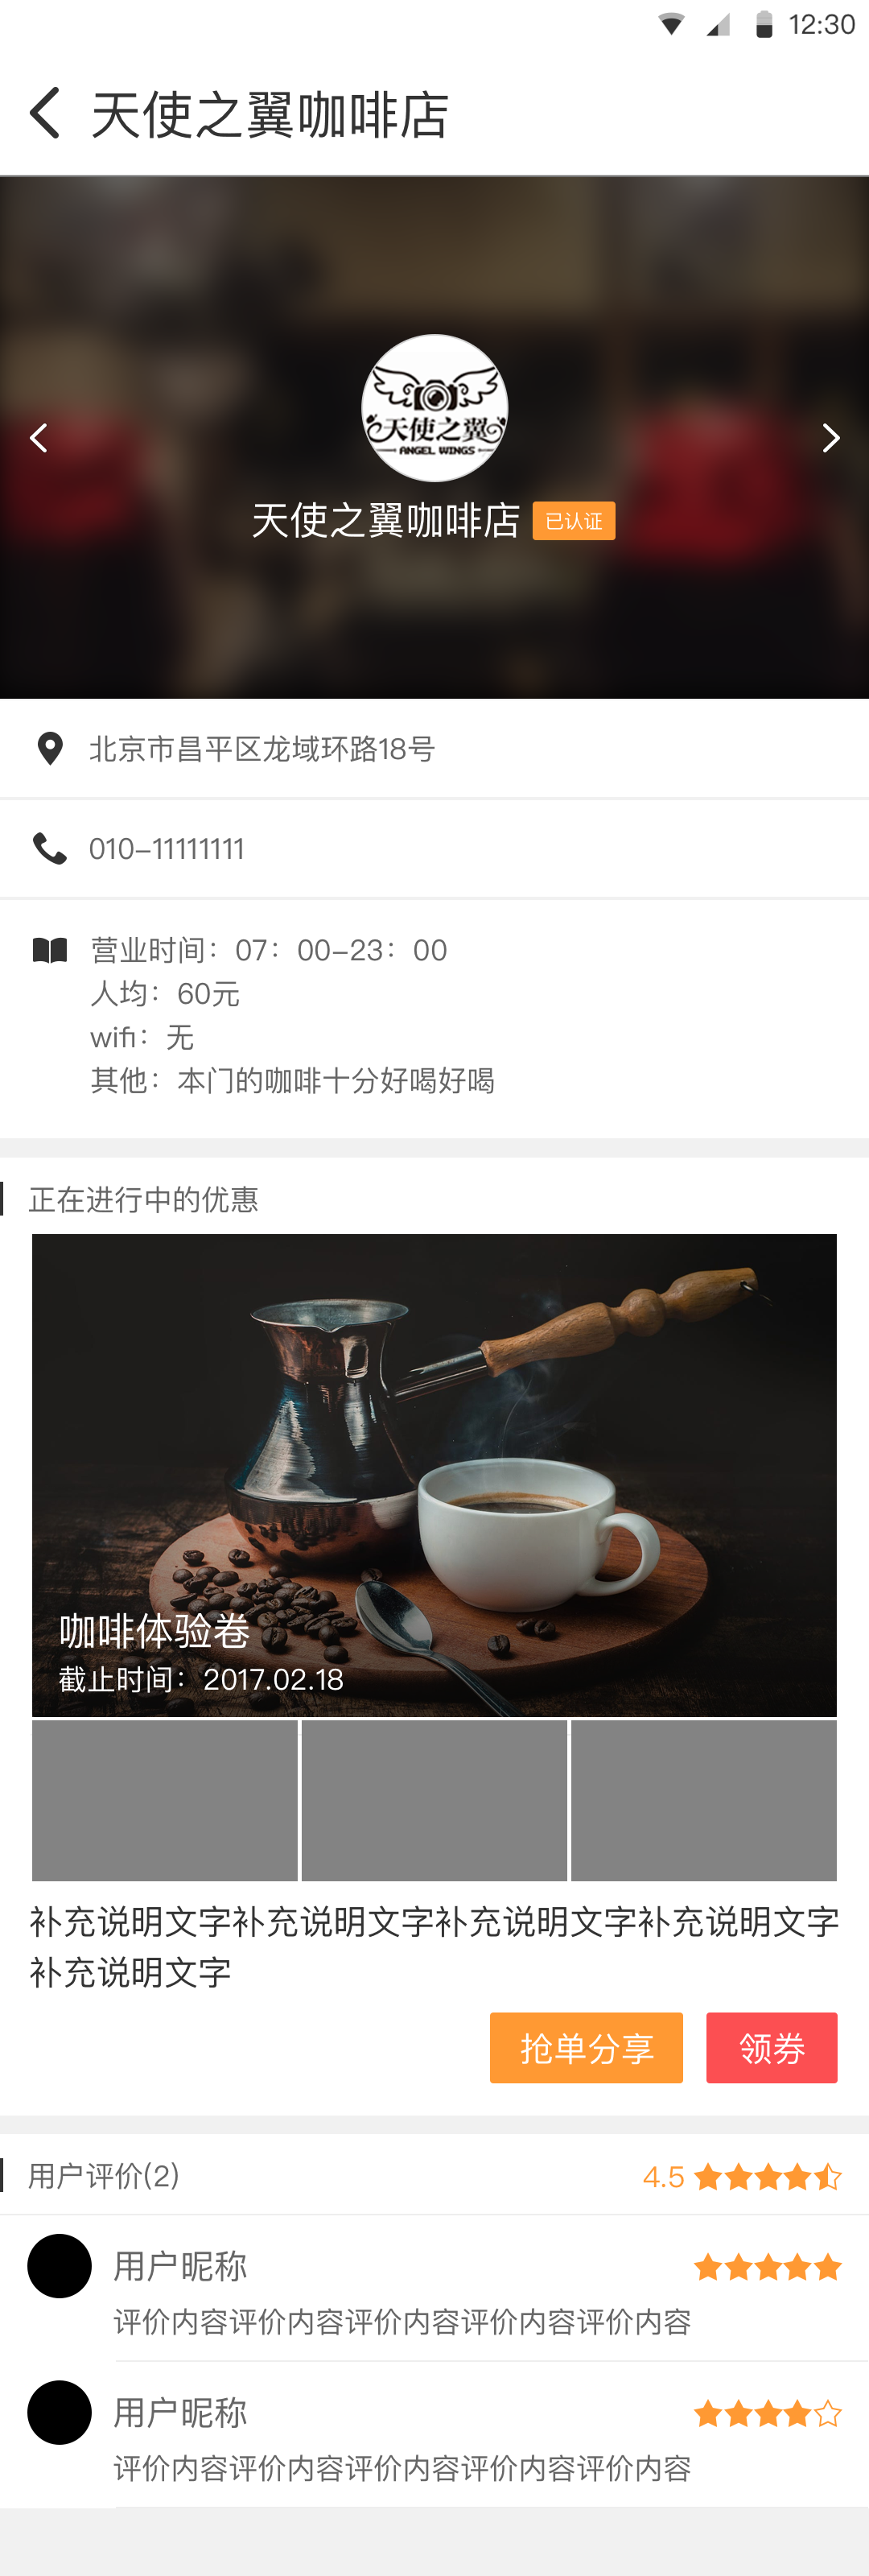 12:30
天使之翼咖啡店
天使之翼
ANGEL WINGS
天使之翼咖啡店 已认证
北京市昌平区龙域环路18号
010-11111111
营业时间：07：00-23：00
人均：60元
wifi：无
其他：本门的咖啡十分好喝好喝
正在进行中的优惠
咖啡体验卷
截止时间：2017.02.18
补充说明文字补充说明文字补充说明文字补充说明文字
补充说明文字
抢单分享 领券
用户评价(2) 4.5
用户昵称
评价内容评价内容评价内容评价内容评价内容
用户昵称
评价内容评价内容评价内容评价内容评价内容